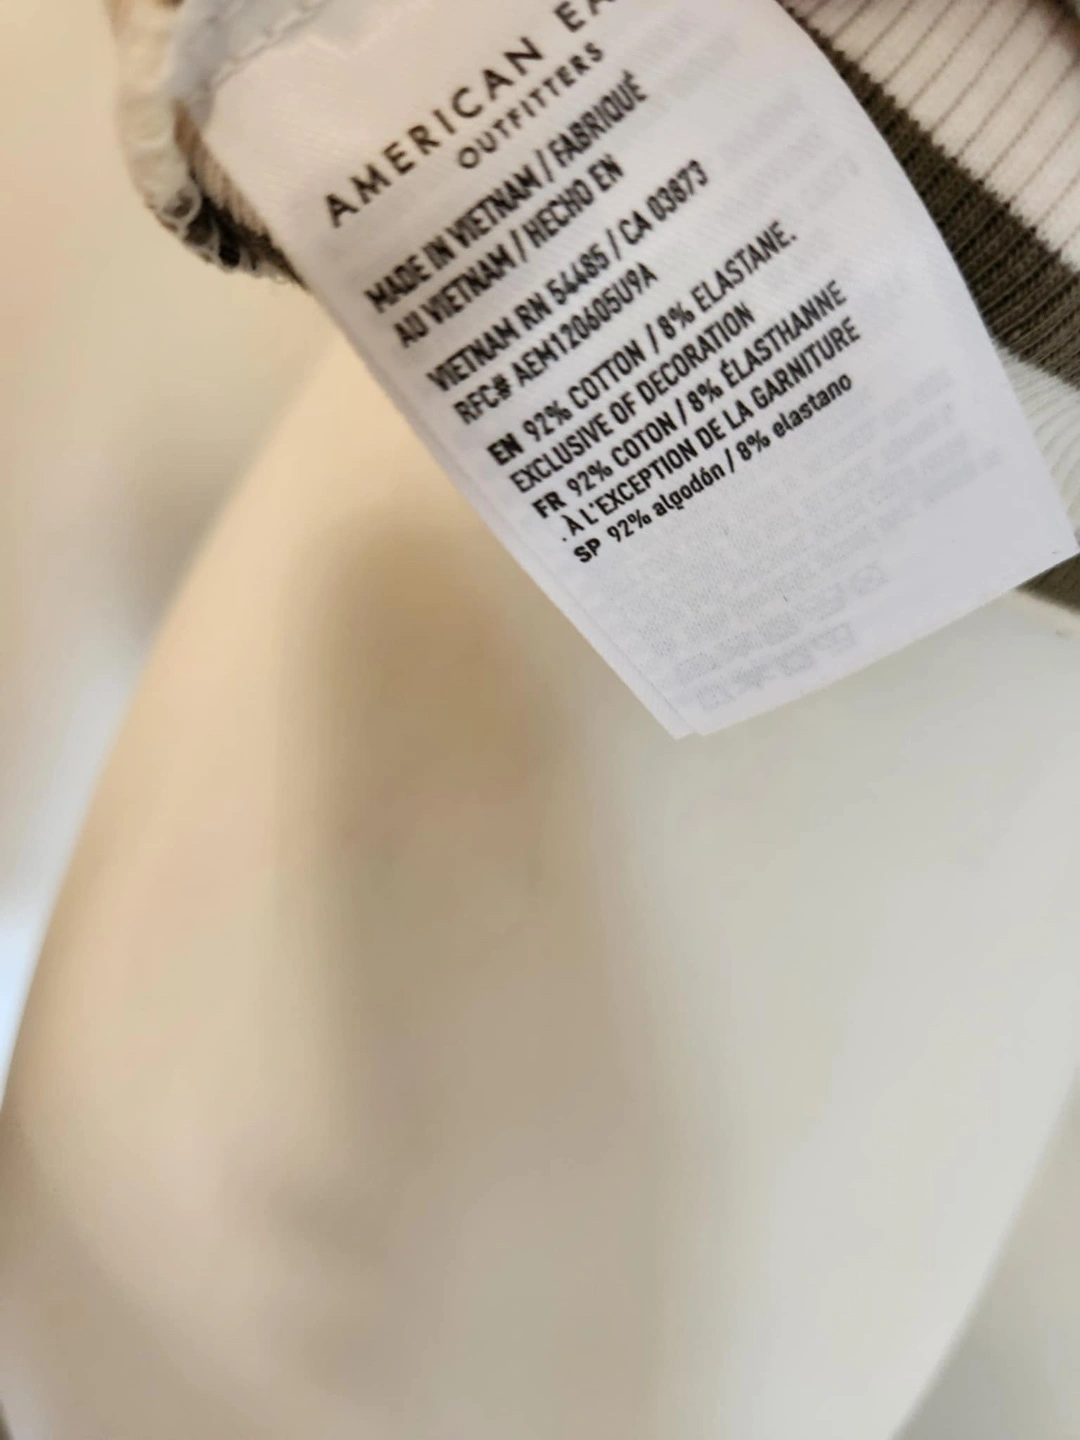 AMERICAN EA
OUTFITTERS
MADE IN VIETNAM / FABRIQUÉ
AU VIETNAM / HECHO EN
VIETNAM RN 54485 / CA 03873
RFC# AEM120605U9A
EN 92% COTTON / 8% ELASTANE.
EXCLUSIVE OF DECORATION
FR 92% COTON / 8% ÉLASTHANNE
.À L'EXCEPTION DE LA GARNITURE
SP 92% algodón / 8% elastano